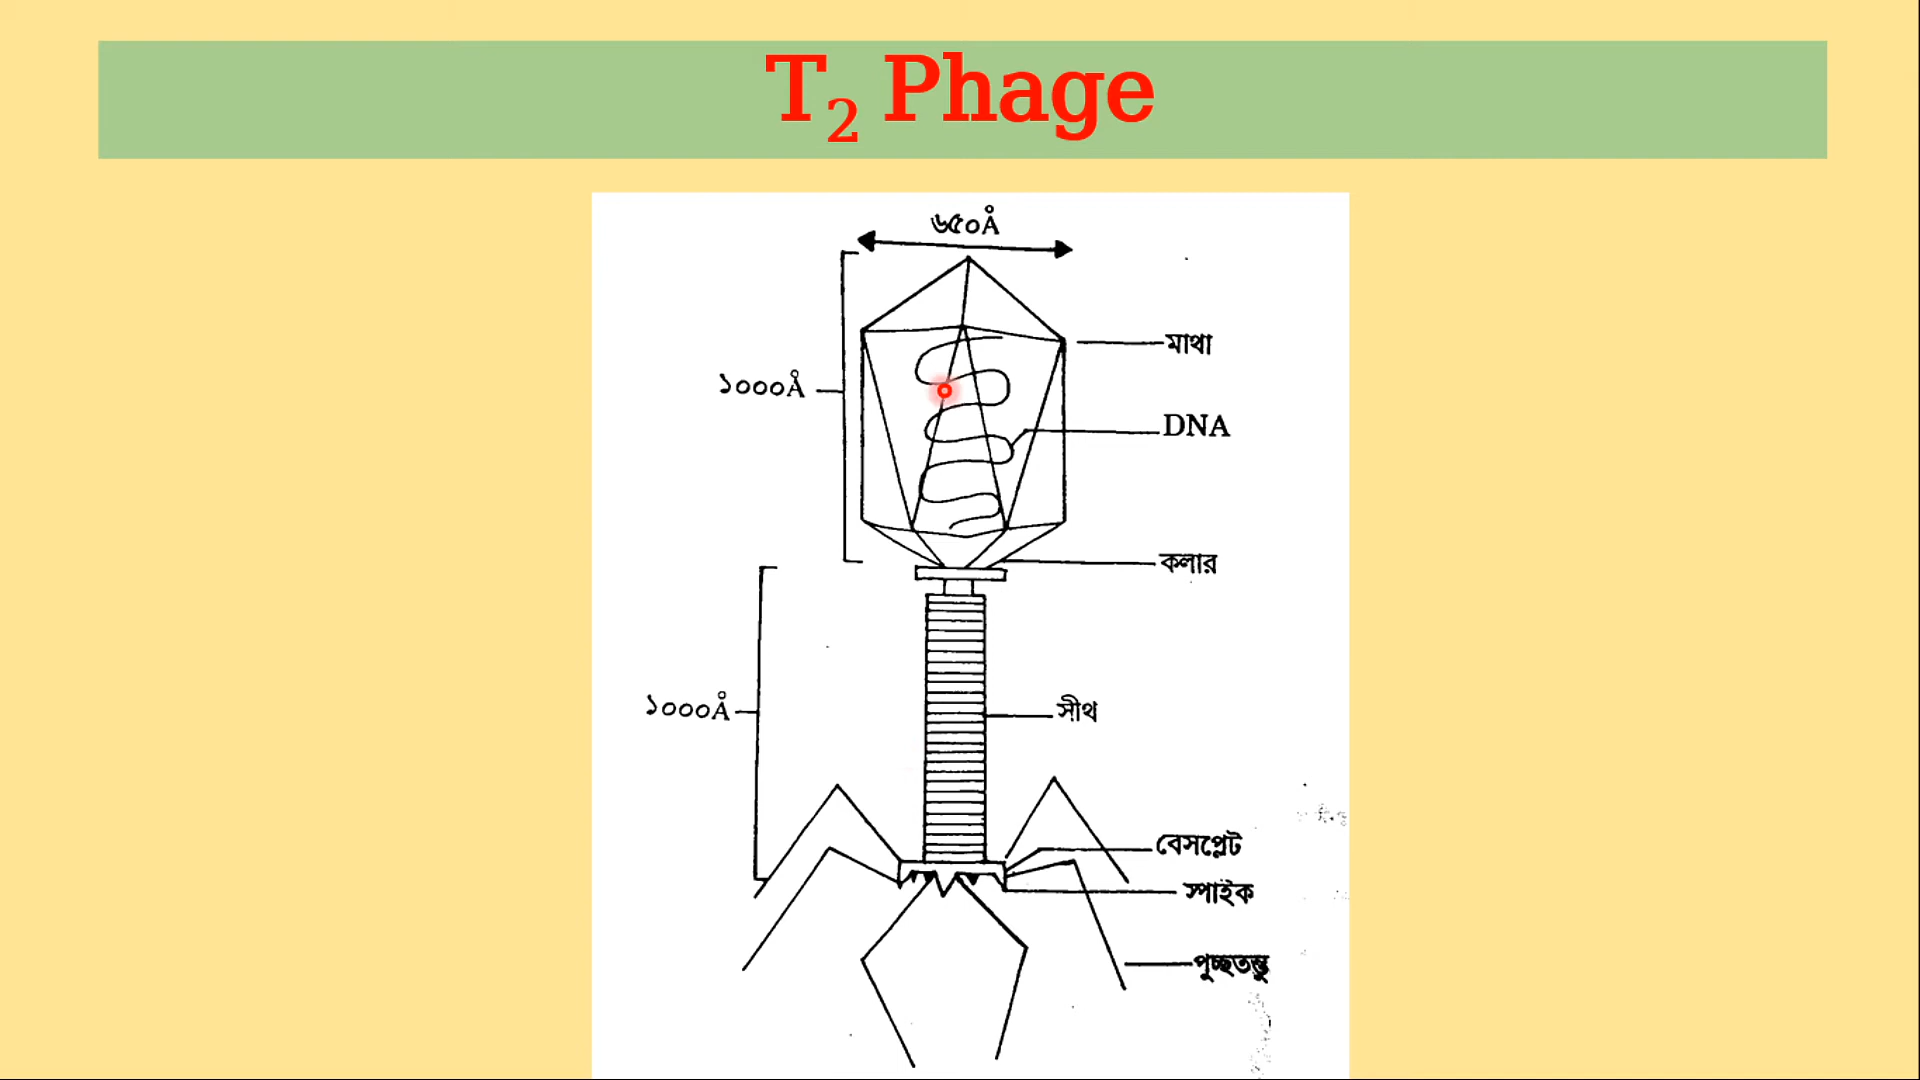 T₂ Phage
৬৫০Å
মাথা
১০০০Å
DNA
কলার
১০০০Å
সীথ
বেসপ্লেট
স্পাইক
পুচ্ছতন্তু